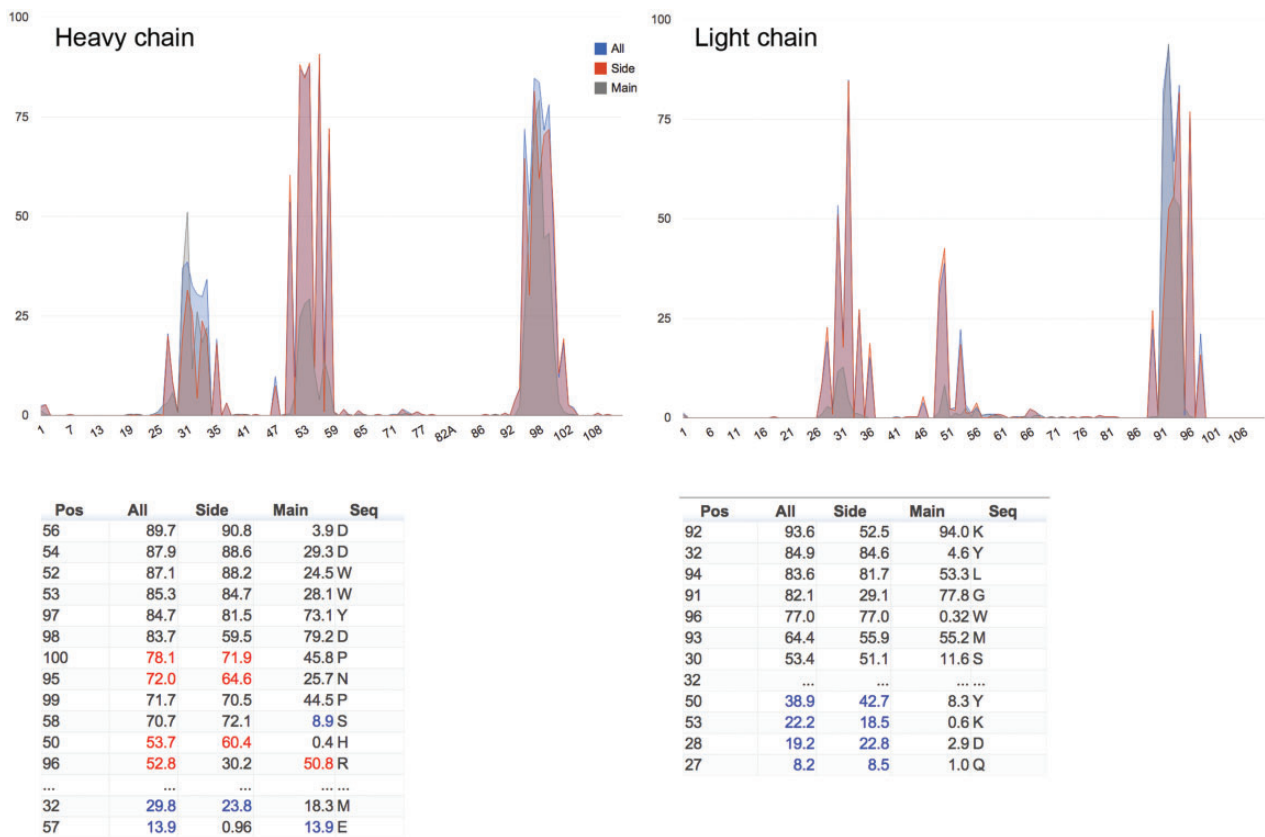 Heavy chain
100
75
50
25
0
All
Side
Main
1 7 13 19 25 31 35 41 47 53 59 65 71 77 82A 86 92 98 102 108
Light chain
100
75
50
25
0
1 6 11 16 21 26 31 36 41 46 51 56 61 66 71 76 81 86 91 96 101 106
Pos All Side Main Seq
56 89.7 90.8 3.9 D
54 87.9 88.6 29.3 D
52 87.1 88.2 24.5 W
53 85.3 84.7 28.1 W
97 84.7 81.5 73.1 Y
98 83.7 59.5 79.2 D
100 78.1 71.9 45.8 P
95 72.0 64.6 25.7 N
99 71.7 70.5 44.5 P
58 70.7 72.1 8.9 S
50 53.7 60.4 0.4 H
96 52.8 30.2 50.8 R
... ... ... ... ...
32 29.8 23.8 18.3 M
57 13.9 0.96 13.9 E
Pos All Side Main Seq
92 93.6 52.5 94.0 K
32 84.9 84.6 4.6 Y
94 83.6 81.7 53.3 L
91 82.1 29.1 77.8 G
96 77.0 77.0 0.32 W
93 64.4 55.9 55.2 M
30 53.4 51.1 11.6 S
32 ... ... ... ...
50 38.9 42.7 8.3 Y
53 22.2 18.5 0.6 K
28 19.2 22.8 2.9 D
27 8.2 8.5 1.0 Q